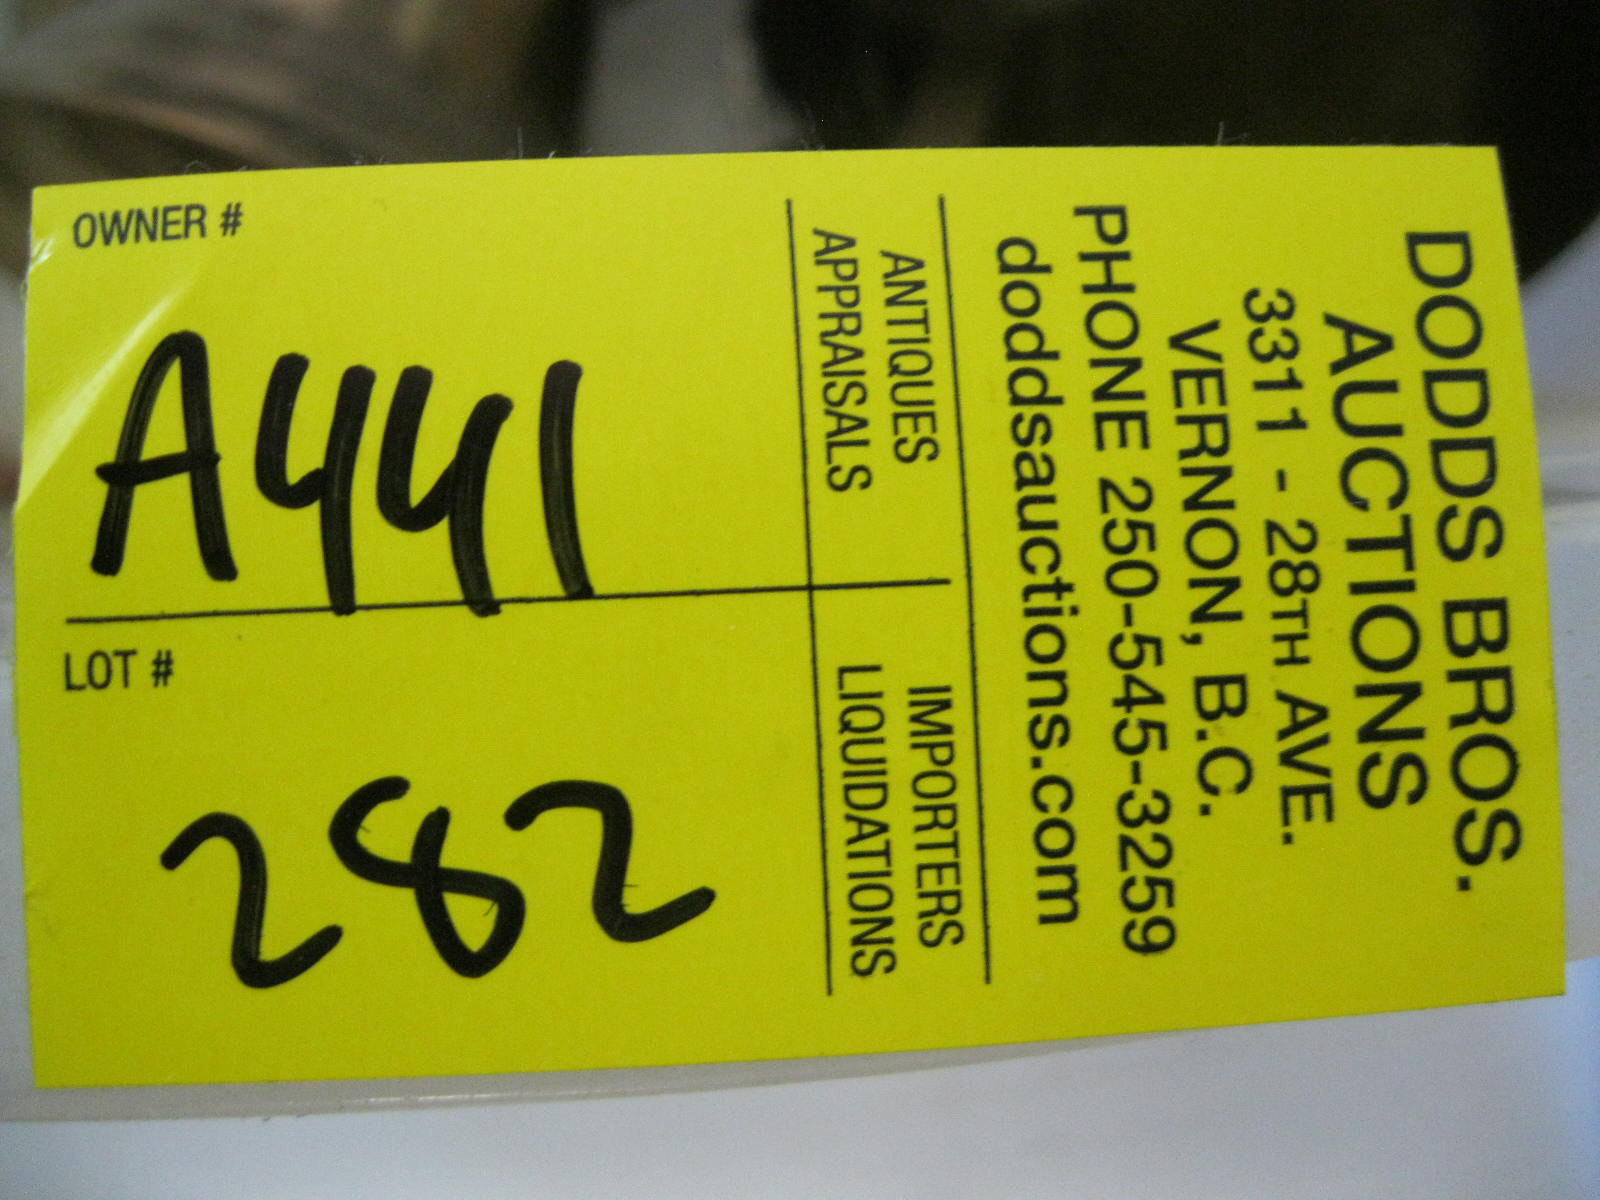 DODDS BROS.
AUCTIONS
3311 - 28TH AVE.
VERNON, B.C.
PHONE 250-545-3259
doddsauctions.com
ANTIQUES
APPRAISALS
IMPORTERS
LIQUIDATIONS
OWNER #
A441
LOT #
282